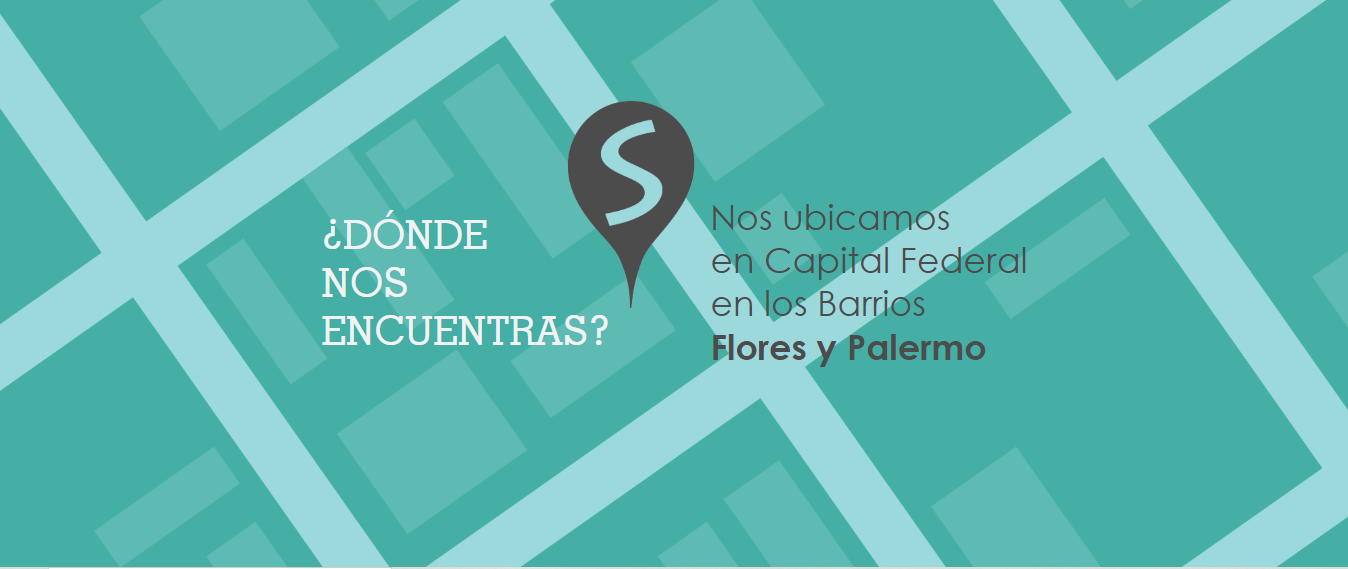 ¿DÓNDE
NOS
ENCUENTRAS?
S
Nos ubicamos
en Capital Federal
en los Barrios
Flores y Palermo